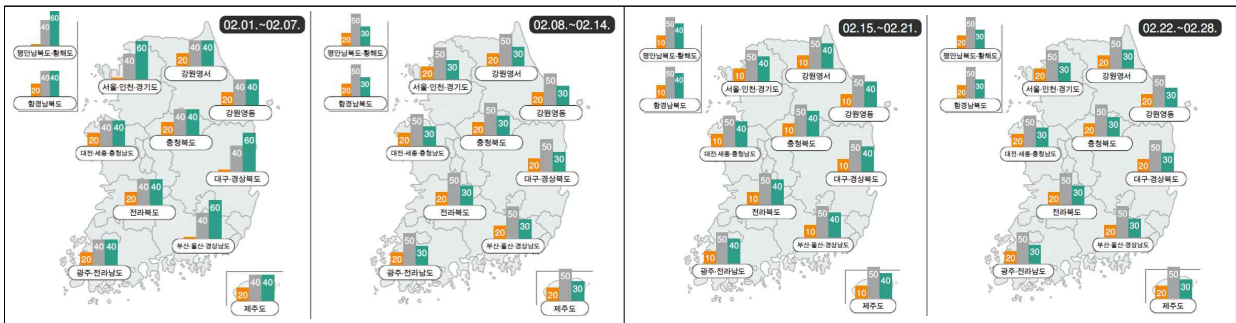 02.01.~02.07.
40 60
평안남북도·황해도
20 40 40
함경남북도
40 60
서울·인천·경기도
20 40 40
강원영서
20 40 40
강원영동
20 40 40
대전·세종·충청남도
20 40 40
충청북도
40 60
대구·경상북도
20 40 40
전라북도
40 60
부산·울산·경상남도
20 40 40
광주·전라남도
20 40 40
제주도
02.08.~02.14.
20 50 30
평안남북도·황해도
20 50 30
함경남북도
20 50 30
서울·인천·경기도
20 50 30
강원영서
20 50 30
강원영동
20 50 30
대전·세종·충청남도
20 50 30
충청북도
20 50 30
대구·경상북도
20 50 30
전라북도
20 50 30
부산·울산·경상남도
20 50 30
광주·전라남도
20 50 30
제주도
02.15.~02.21.
10 50 40
평안남북도·황해도
10 50 40
함경남북도
10 50 40
서울·인천·경기도
10 50 40
강원영서
10 50 40
강원영동
10 50 40
대전·세종·충청남도
10 50 40
충청북도
10 50 40
대구·경상북도
10 50 40
전라북도
10 50 40
부산·울산·경상남도
10 50 40
광주·전라남도
10 50 40
제주도
02.22.~02.28.
20 50 30
평안남북도·황해도
20 50 30
함경남북도
20 50 30
서울·인천·경기도
20 50 30
강원영서
20 50 30
강원영동
20 50 30
대전·세종·충청남도
20 50 30
충청북도
20 50 30
대구·경상북도
20 50 30
전라북도
20 50 30
부산·울산·경상남도
20 50 30
광주·전라남도
20 50 30
제주도